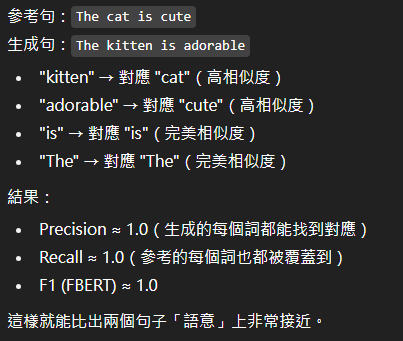 參考句：The cat is cute
生成句：The kitten is adorable
• "kitten" → 對應 "cat"（高相似度）
• "adorable" → 對應 "cute"（高相似度）
• "is" → 對應 "is"（完美相似度）
• "The" → 對應 "The"（完美相似度）
結果：
• Precision ≈ 1.0（生成的每個詞都能找到對應）
• Recall ≈ 1.0（參考的每個詞也都被覆蓋到）
• F1 (FBERT) ≈ 1.0
這樣就能比出兩個句子「語意」上非常接近。